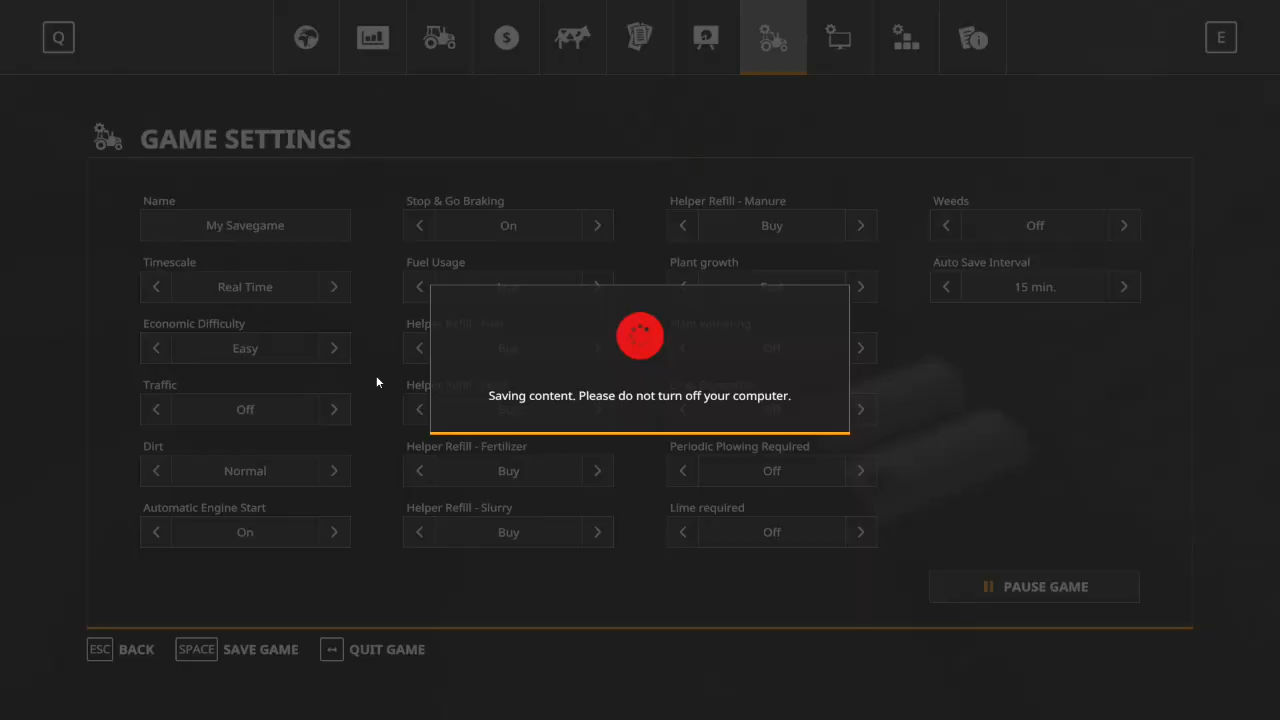 Q
E
GAME SETTINGS
Name
My Savegame
Timescale
Real Time
Economic Difficulty
Easy
Traffic
Off
Dirt
Normal
Automatic Engine Start
On
Stop & Go Braking
On
Fuel Usage
Helper Refill - Fertilizer
Buy
Helper Refill - Slurry
Buy
Helper Refill - Manure
Buy
Plant growth
Plant withering
Off
Periodic Plowing Required
Off
Lime required
Off
Weeds
Off
Auto Save Interval
15 min.
Saving content. Please do not turn off your computer.
PAUSE GAME
ESC BACK
SPACE SAVE GAME
QUIT GAME